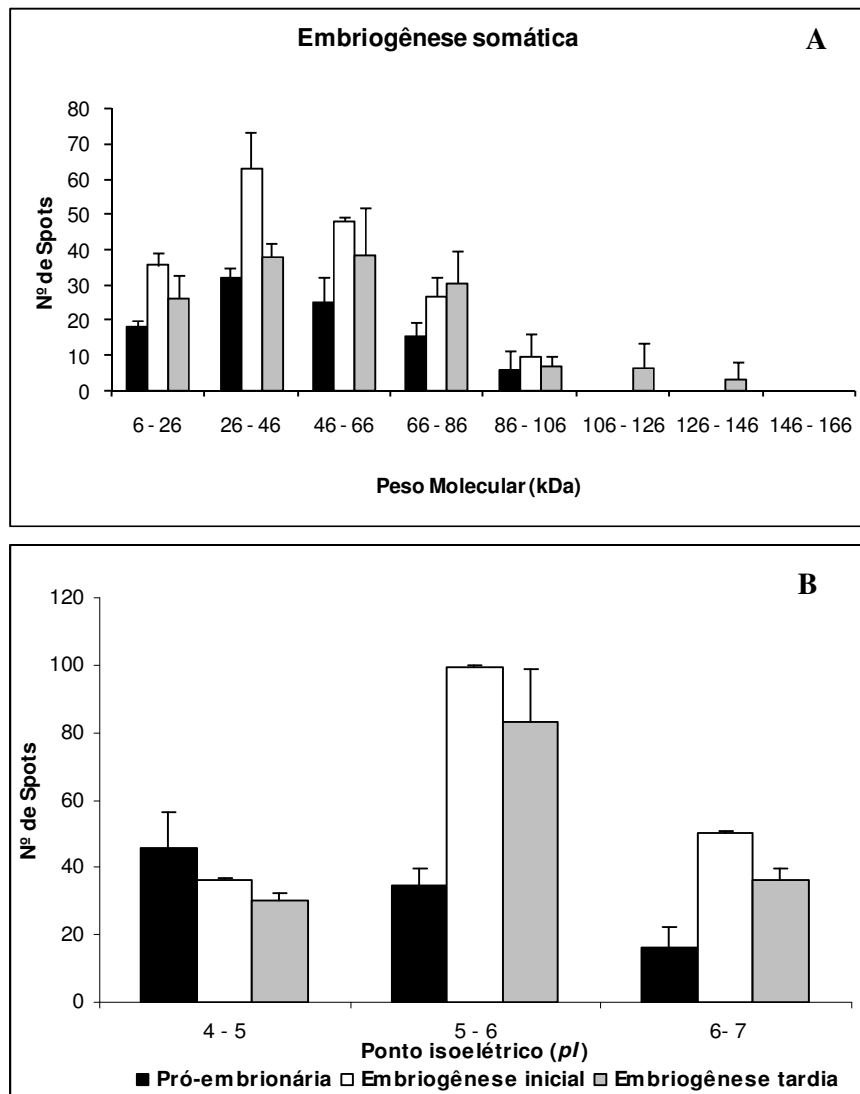 Embriogênese somática
A
80
70
60
50
40
30
20
10
0
Nº de Spots
6 - 26 26 - 46 46 - 66 66 - 86 86 - 106 106 - 126 126 - 146 146 - 166
Peso Molecular (kDa)
B
120
100
80
60
40
20
0
Nº de Spots
4 - 5 5 - 6 6- 7
Ponto isoelétrico (pI)
Pró-embrionária Embriogênese inicial Embriogênese tardia